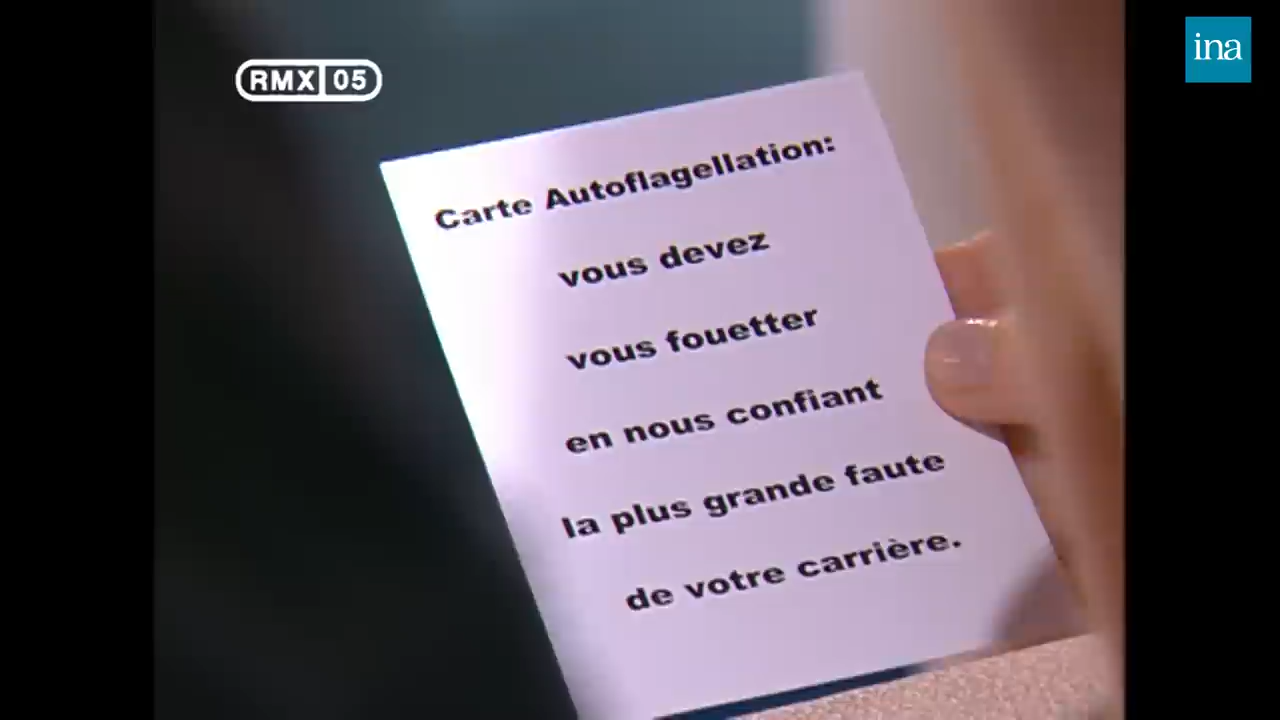 RMX 05
ina
Carte Autoflagellation:
vous devez
vous fouetter
en nous confiant
la plus grande faute
de votre carrière.